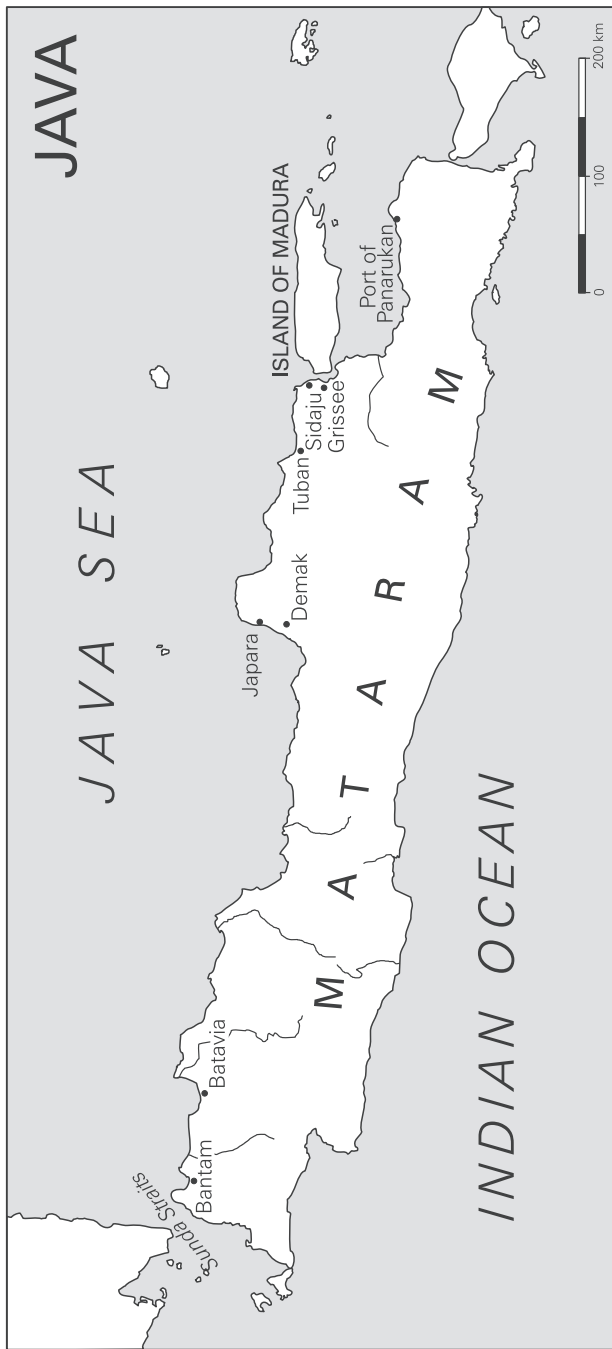 JAVA
JAVA SEA
ISLAND OF MADURA
Port of
Panarukan
Sidaju
Grissee
Tuban
Japara
Demak
Sunda Straits
Bantam
Batavia
MATARAM
INDIAN OCEAN
0 100 200 km